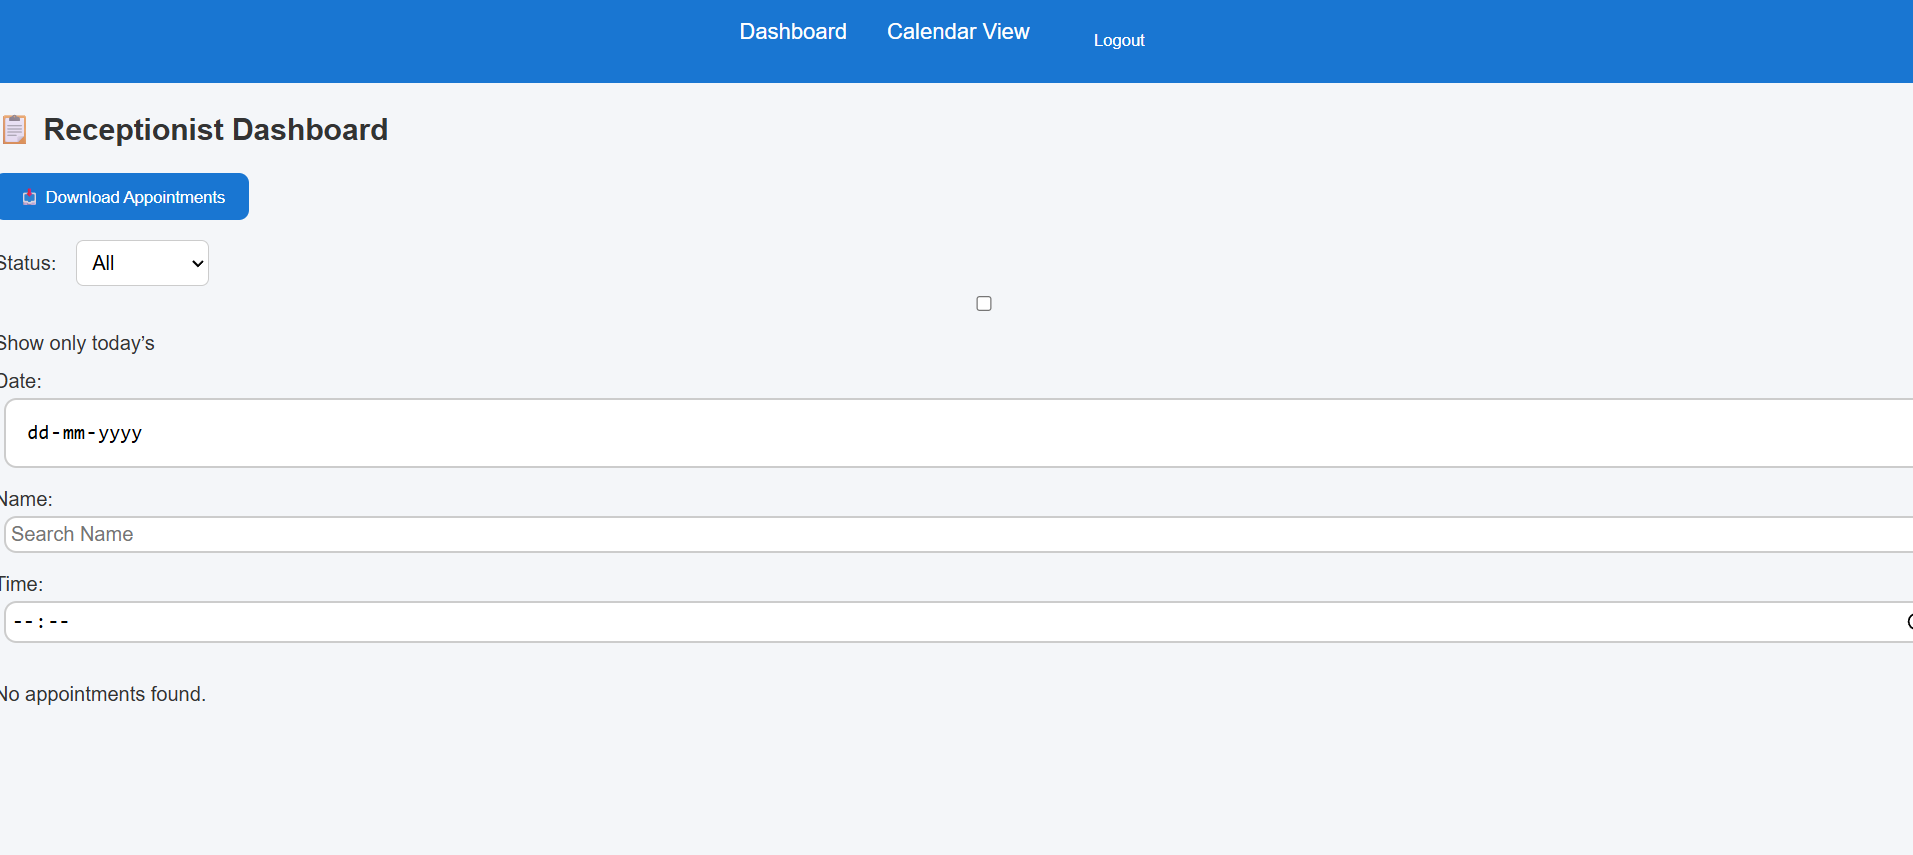 Dashboard Calendar View Logout
Receptionist Dashboard
Download Appointments
Status: All
Show only today’s
Date:
dd-mm-yyyy
Name:
Search Name
Time:
--:--
No appointments found.